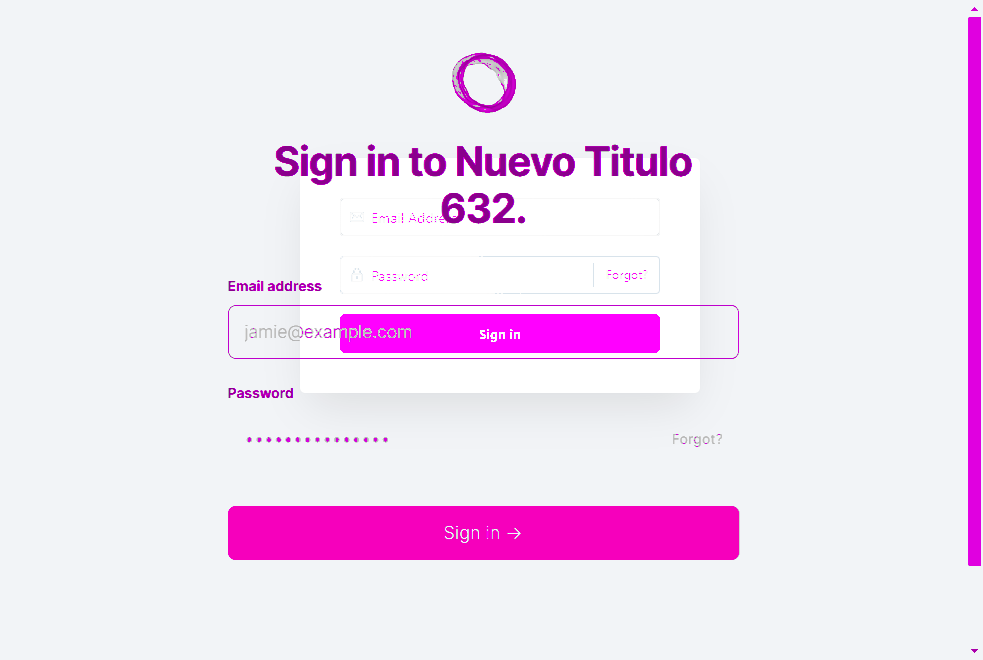 Sign in to Nuevo Titulo
632.
Email Address
Password
Forgot?
Email address
jamie@example.com
Sign in
Password
•••••••••••••••
Forgot?
Sign in →